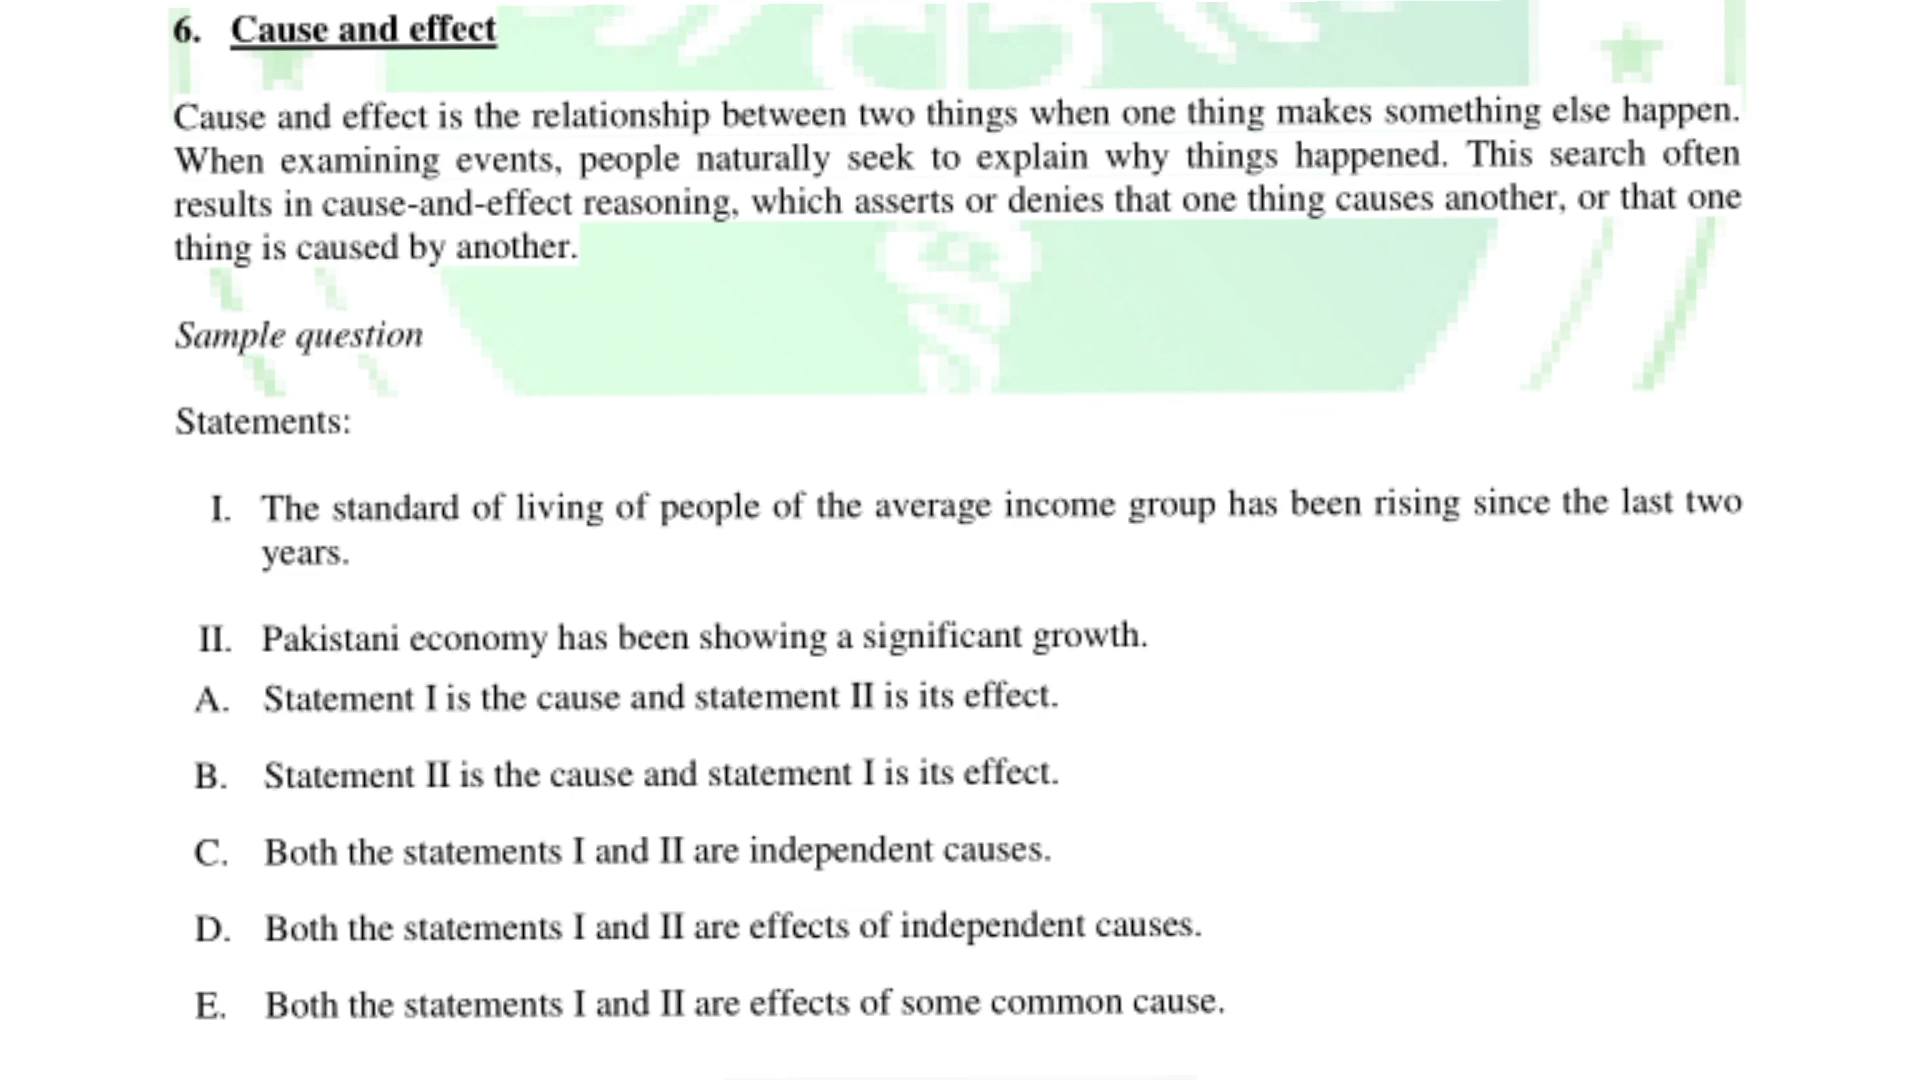 6. Cause and effect
Cause and effect is the relationship between two things when one thing makes something else happen.
When examining events, people naturally seek to explain why things happened. This search often
results in cause-and-effect reasoning, which asserts or denies that one thing causes another, or that one
thing is caused by another.
Sample question
Statements:
I. The standard of living of people of the average income group has been rising since the last two
years.
II. Pakistani economy has been showing a significant growth.
A. Statement I is the cause and statement II is its effect.
B. Statement II is the cause and statement I is its effect.
C. Both the statements I and II are independent causes.
D. Both the statements I and II are effects of independent causes.
E. Both the statements I and II are effects of some common cause.